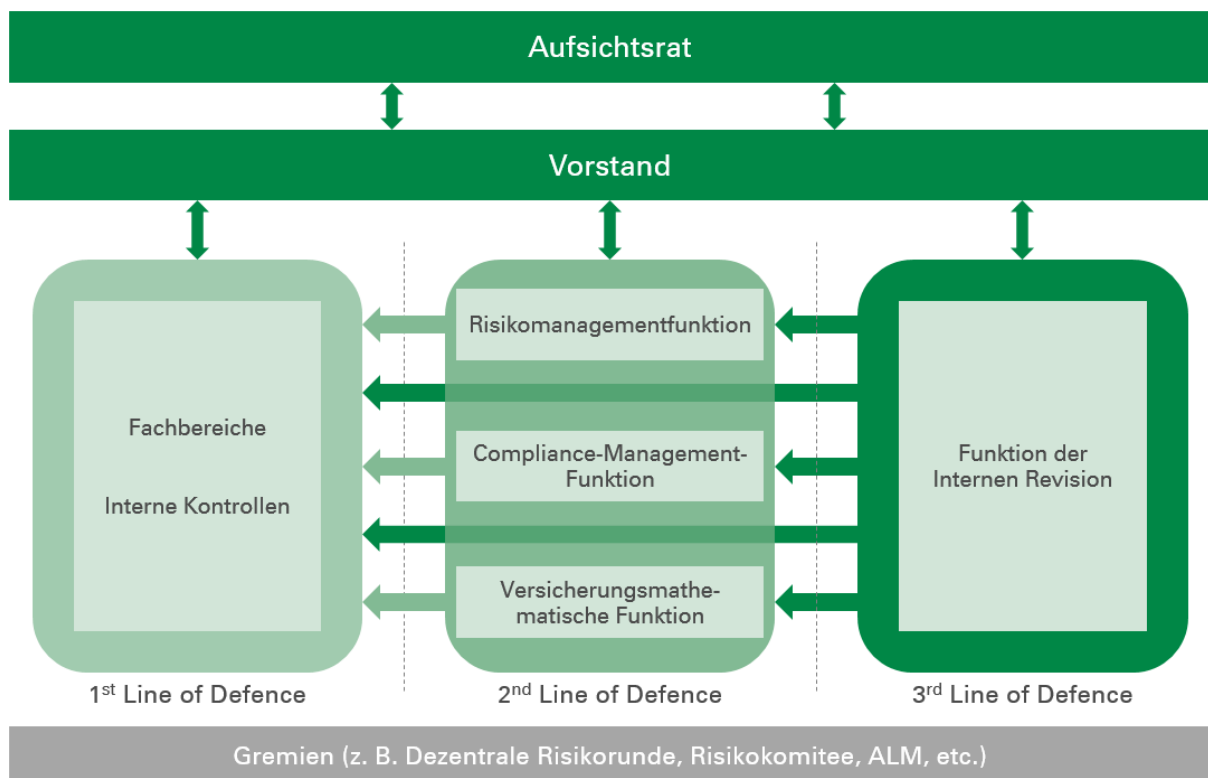 Aufsichtsrat
Vorstand
Fachbereiche
Interne Kontrollen
Risikomanagementfunktion
Compliance-Management-
Funktion
Versicherungsmathe-
matische Funktion
Funktion der
Internen Revision
1st Line of Defence
2nd Line of Defence
3rd Line of Defence
Gremien (z. B. Dezentrale Risikorunde, Risikokomitee, ALM, etc.)